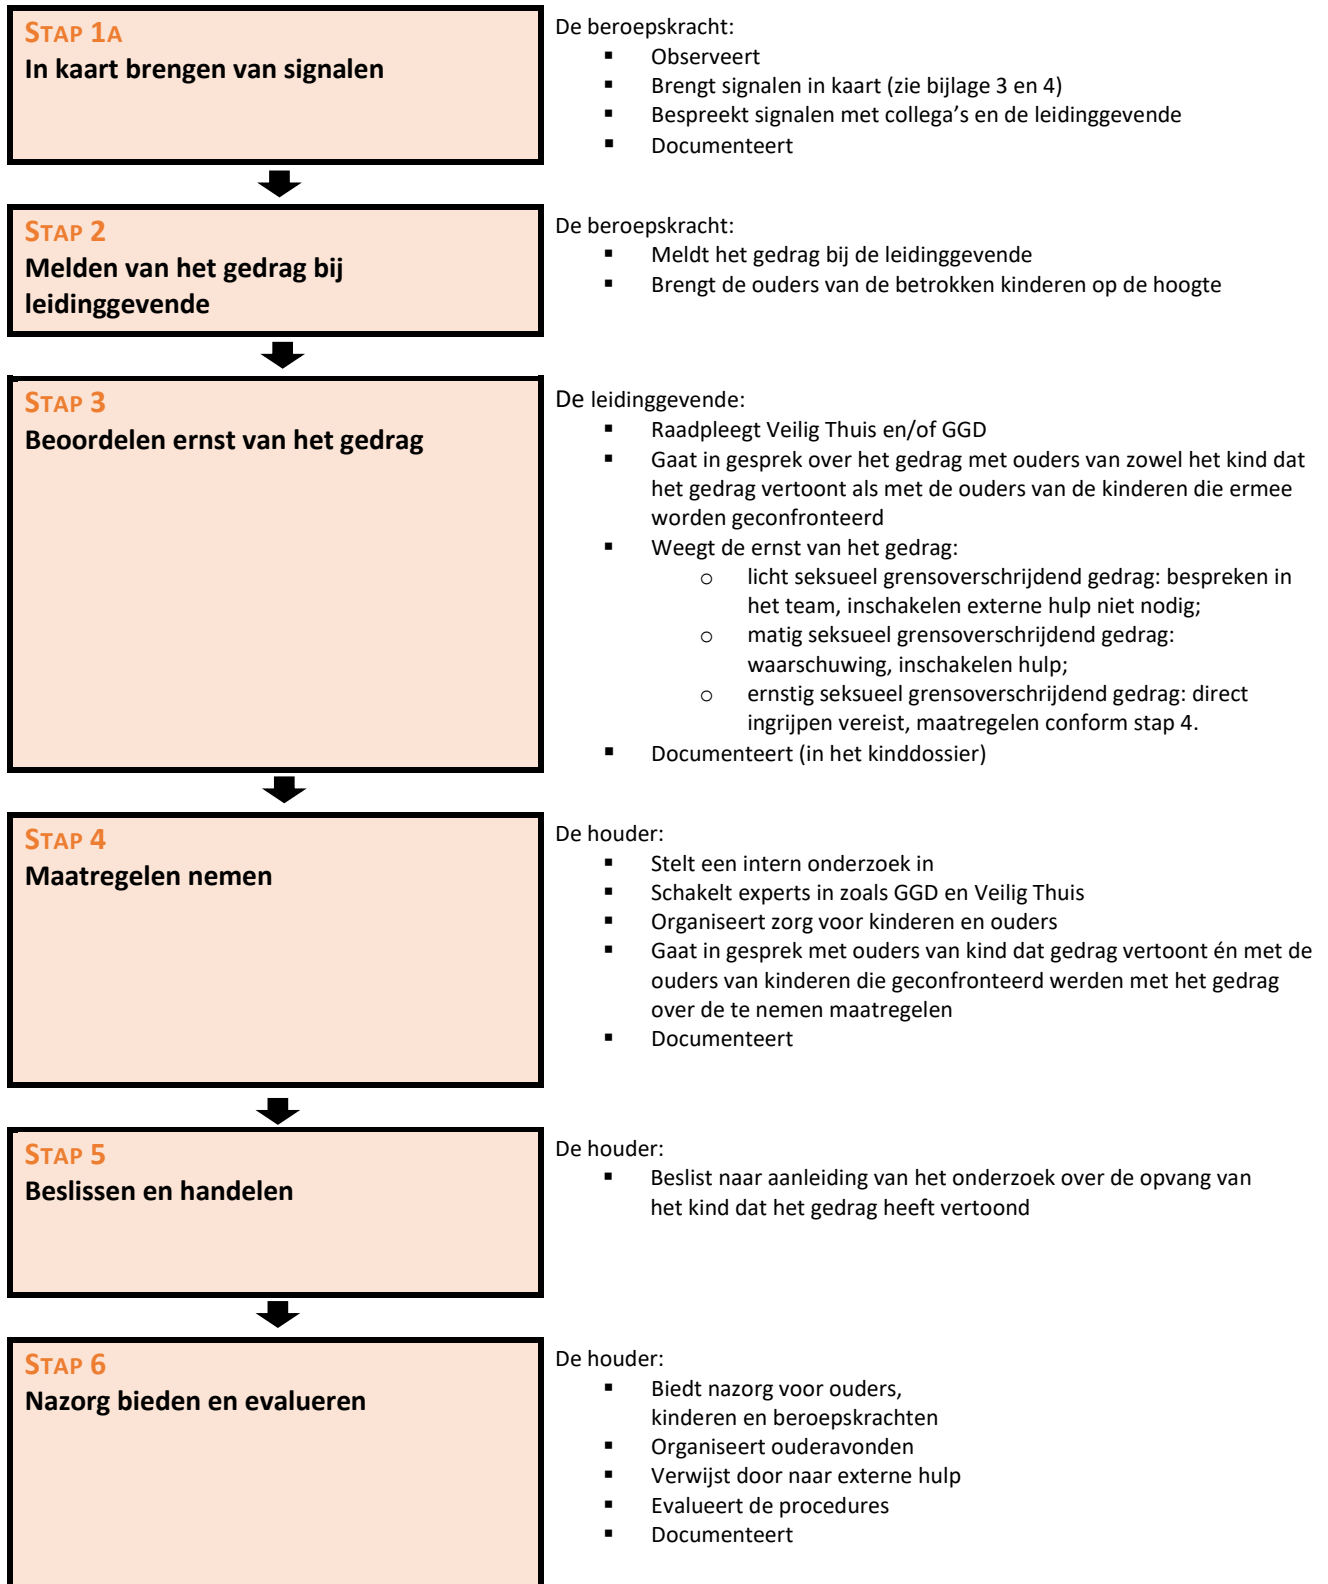 STAP 1A
In kaart brengen van signalen
De beroepskracht:
▪ Observeert
▪ Brengt signalen in kaart (zie bijlage 3 en 4)
▪ Bespreekt signalen met collega’s en de leidinggevende
▪ Documenteert
STAP 2
Melden van het gedrag bij
leidinggevende
De beroepskracht:
▪ Meldt het gedrag bij de leidinggevende
▪ Brengt de ouders van de betrokken kinderen op de hoogte
STAP 3
Beoordelen ernst van het gedrag
De leidinggevende:
▪ Raadpleegt Veilig Thuis en/of GGD
▪ Gaat in gesprek over het gedrag met ouders van zowel het kind dat
het gedrag vertoont als met de ouders van de kinderen die ermee
worden geconfronteerd
▪ Weegt de ernst van het gedrag:
o licht seksueel grensoverschrijdend gedrag: bespreken in
het team, inschakelen externe hulp niet nodig;
o matig seksueel grensoverschrijdend gedrag:
waarschuwing, inschakelen hulp;
o ernstig seksueel grensoverschrijdend gedrag: direct
ingrijpen vereist, maatregelen conform stap 4.
▪ Documenteert (in het kinddossier)
STAP 4
Maatregelen nemen
De houder:
▪ Stelt een intern onderzoek in
▪ Schakelt experts in zoals GGD en Veilig Thuis
▪ Organiseert zorg voor kinderen en ouders
▪ Gaat in gesprek met ouders van kind dat gedrag vertoont én met de
ouders van kinderen die geconfronteerd werden met het gedrag
over de te nemen maatregelen
▪ Documenteert
STAP 5
Beslissen en handelen
De houder:
▪ Beslist naar aanleiding van het onderzoek over de opvang van
het kind dat het gedrag heeft vertoond
STAP 6
Nazorg bieden en evalueren
De houder:
▪ Biedt nazorg voor ouders,
kinderen en beroepskrachten
▪ Organiseert ouderavonden
▪ Verwijst door naar externe hulp
▪ Evalueert de procedures
▪ Documenteert